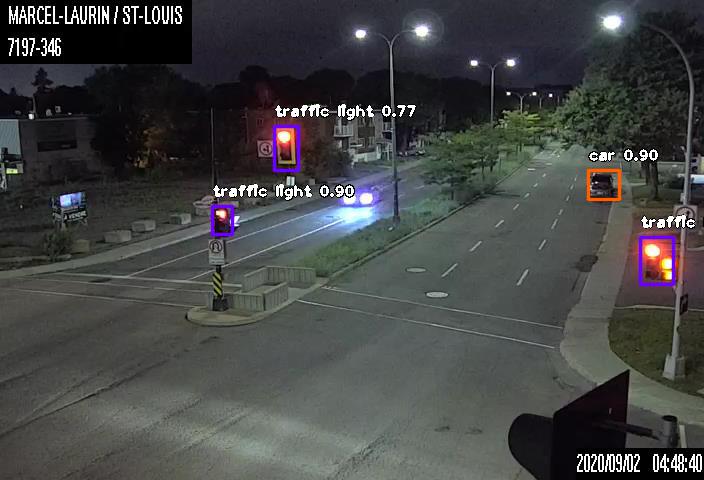 MARCEL-LAURIN / ST-LOUIS
7197-346
traffic light 0.77
car 0.90
traffic light 0.90
traffic
A VENDRE
2020/09/02 04:48:40